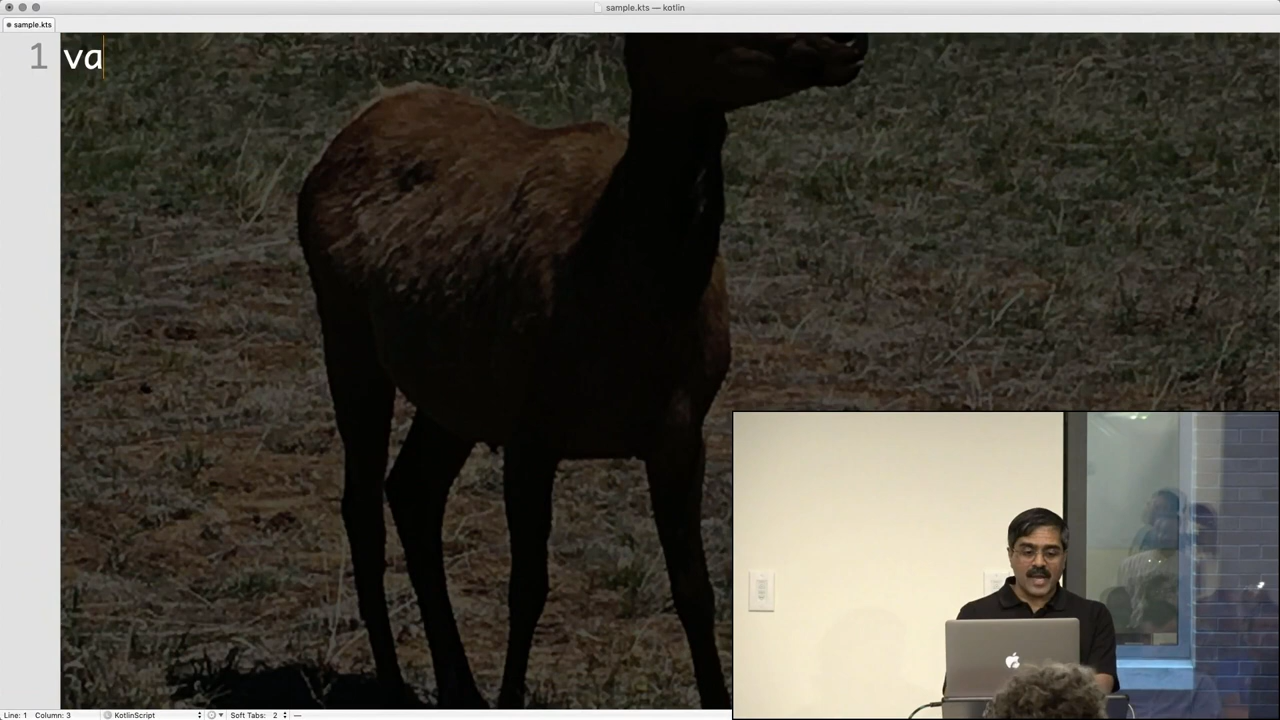 sample.kts — kotlin
sample.kts
1 va
Line: 1 Column: 3 KotlinScript Soft Tabs: 2 —